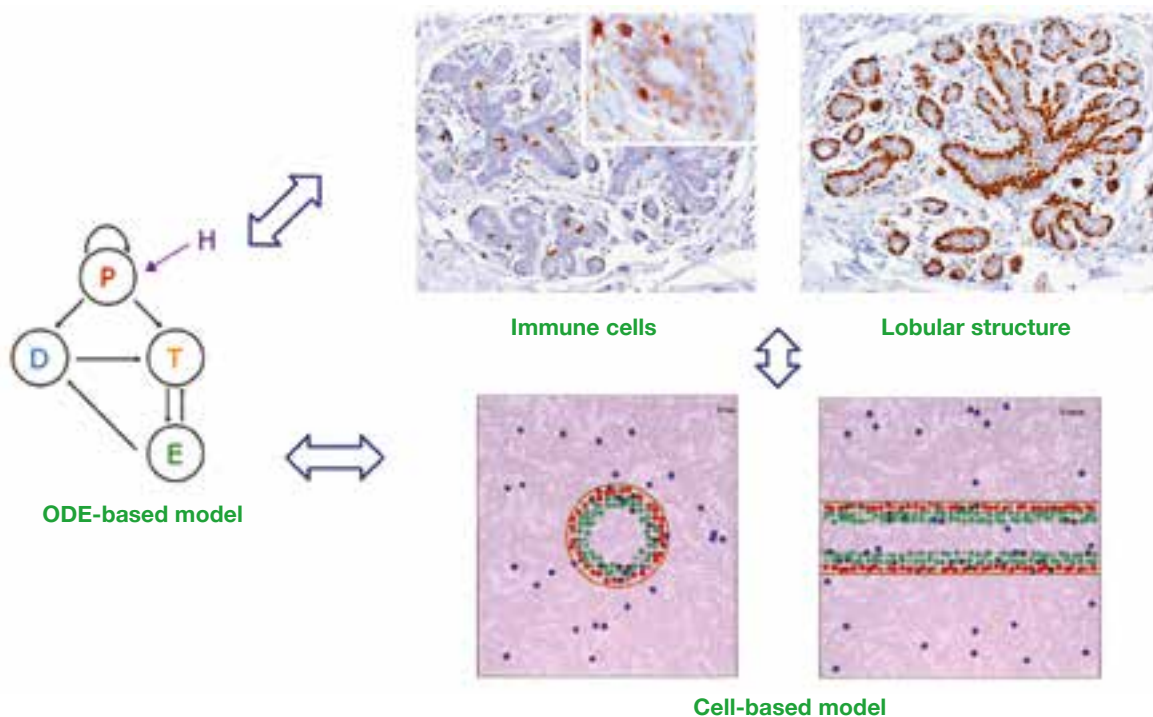 H
P
D
T
E
ODE-based model
Immune cells
Lobular structure
Cell-based model